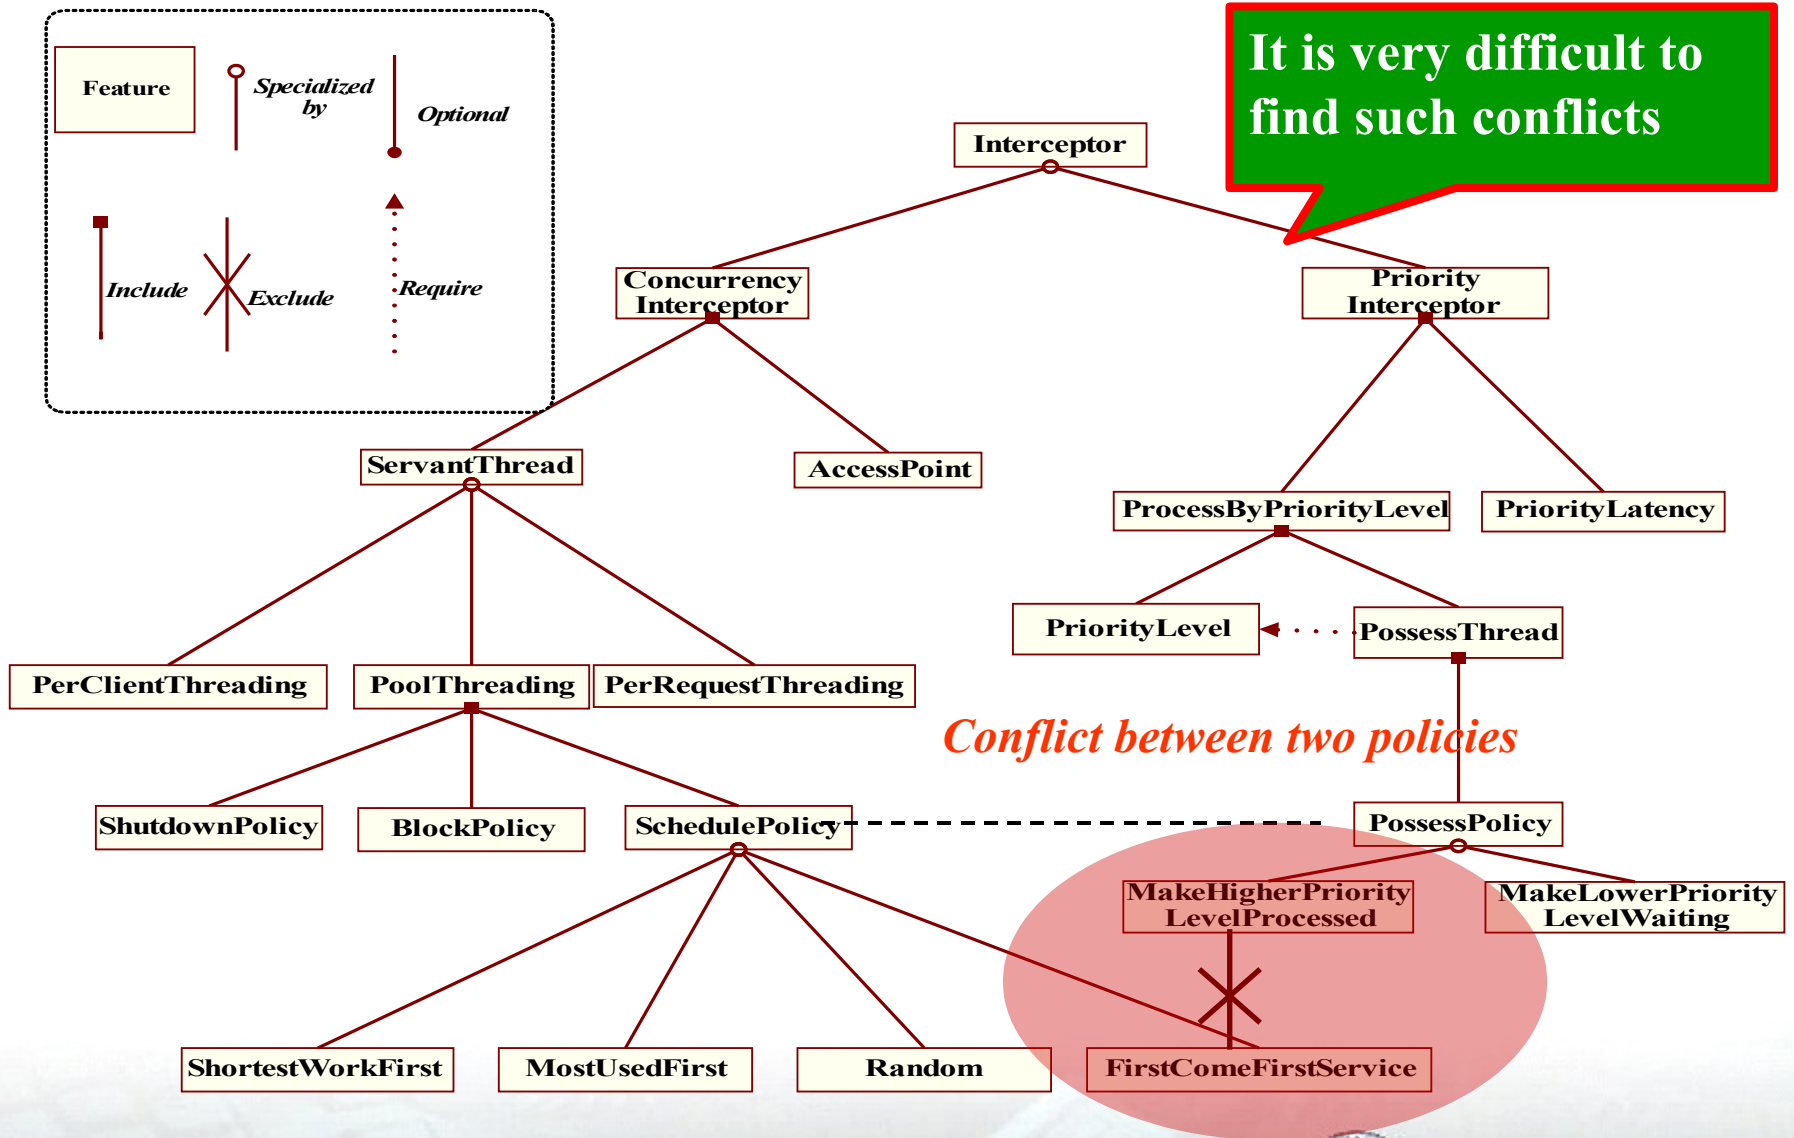 Feature
Specialized
by
Optional
Include
Exclude
Require
It is very difficult to
find such conflicts
Interceptor
Concurrency
Interceptor
Priority
Interceptor
ServantThread
AccessPoint
ProcessByPriorityLevel
PriorityLatency
PriorityLevel
PossessThread
PerClientThreading
PoolThreading
PerRequestThreading
Conflict between two policies
ShutdownPolicy
BlockPolicy
SchedulePolicy
PossessPolicy
MakeHigherPriority
LevelProcessed
MakeLowerPriority
LevelWaiting
ShortestWorkFirst
MostUsedFirst
Random
FirstComeFirstService